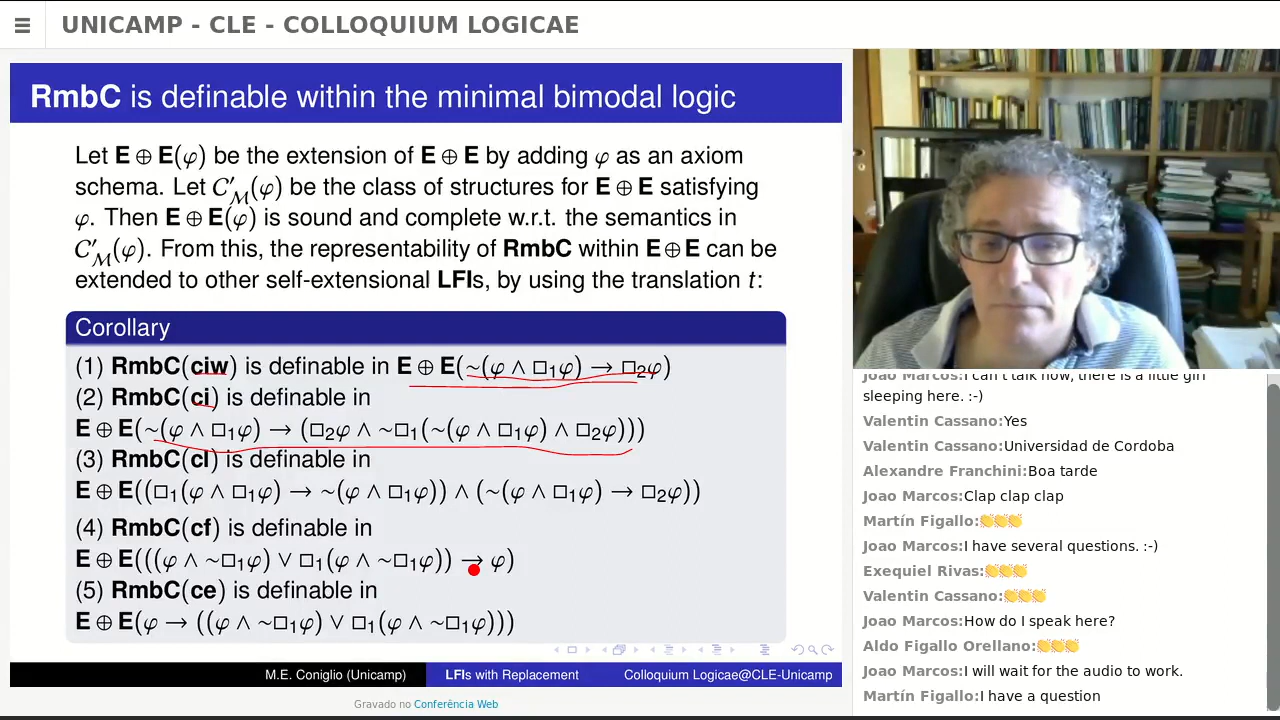 UNICAMP - CLE - COLLOQUIUM LOGICAE
RmbC is definable within the minimal bimodal logic
Let E ⊕ E(φ) be the extension of E ⊕ E by adding φ as an axiom
schema. Let C′ℳ(φ) be the class of structures for E ⊕ E satisfying
φ. Then E ⊕ E(φ) is sound and complete w.r.t. the semantics in
C′ℳ(φ). From this, the representability of RmbC within E⊕E can be
extended to other self-extensional LFIs, by using the translation t:
Corollary
(1) RmbC(ciw) is definable in E ⊕ E(∼(φ ∧ □₁φ) → □₂φ)
(2) RmbC(ci) is definable in
E ⊕ E(∼(φ ∧ □₁φ) → (□₂φ ∧ ∼□₁(∼(φ ∧ □₁φ) ∧ □₂φ)))
(3) RmbC(cl) is definable in
E ⊕ E((□₁(φ ∧ □₁φ) → ∼(φ ∧ □₁φ)) ∧ (∼(φ ∧ □₁φ) → □₂φ))
(4) RmbC(cf) is definable in
E ⊕ E(((φ ∧ ∼□₁φ) ∨ □₁(φ ∧ ∼□₁φ)) → φ)
(5) RmbC(ce) is definable in
E ⊕ E(φ → ((φ ∧ ∼□₁φ) ∨ □₁(φ ∧ ∼□₁φ)))
M.E. Coniglio (Unicamp) LFIs with Replacement Colloquium Logicae@CLE-Unicamp
Gravado no Conferência Web
Joao Marcos:I can't talk now, there is a little girl
sleeping here. :-)
Valentin Cassano:Yes
Valentin Cassano:Universidad de Cordoba
Alexandre Franchini:Boa tarde
Joao Marcos:Clap clap clap
Martín Figallo:👏👏👏
Joao Marcos:I have several questions. :-)
Exequiel Rivas:👏👏👏
Valentin Cassano:👏👏👏
Joao Marcos:How do I speak here?
Aldo Figallo Orellano:👏👏👏
Joao Marcos:I will wait for the audio to work.
Martín Figallo:I have a question